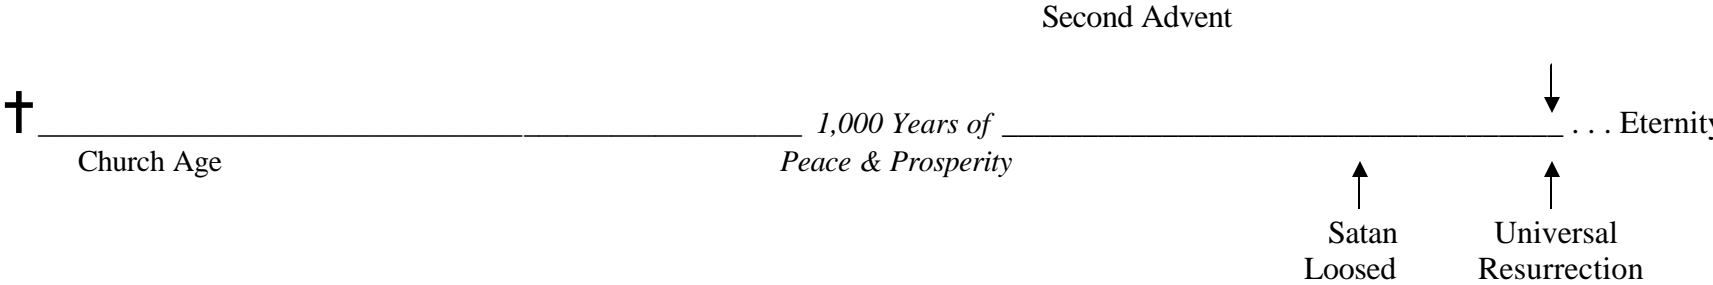 Second Advent
1,000 Years of . . . Eternity
Church Age Peace & Prosperity
Satan Universal
Loosed Resurrection